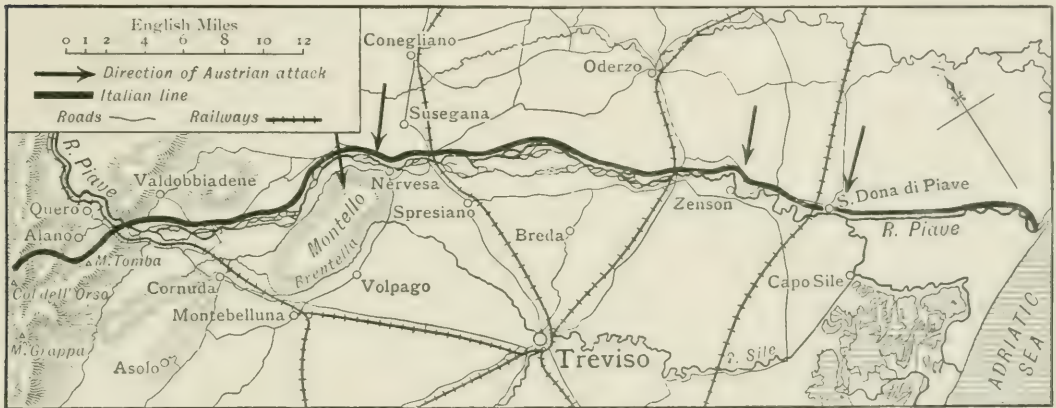 English Miles
0 1 2 4 6 8 10 12
Direction of Austrian attack
Italian line
Roads Railways
Conegliano
Oderzo
Susegana
R. Piave
Valdobbiadene
Nervesa
Quero
Spresiano
Zenson
S. Dona di Piave
R. Piave
Alano
Montello
Breda
M. Tomba
Brentella
Cornuda
Volpago
Capo Sile
Col dell'Orso
Montebelluna
M. Grappa
Asolo
Treviso
R. Sile
ADRIATIC
SEA